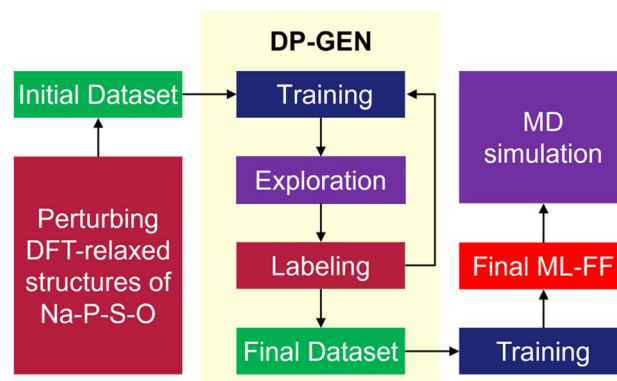 DP-GEN
Initial Dataset
Training
MD
simulation
Exploration
Perturbing
DFT-relaxed
structures of
Na-P-S-O
Labeling
Final ML-FF
Final Dataset
Training